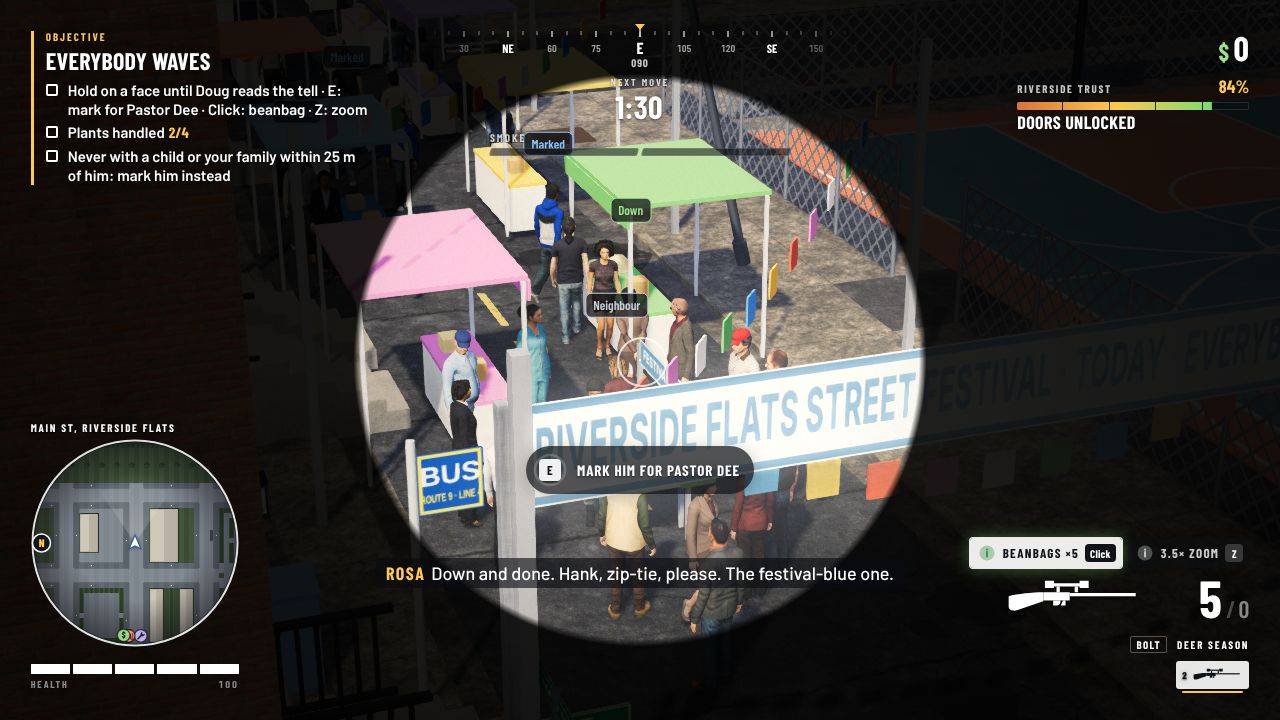 OBJECTIVE
EVERYBODY WAVES
Hold on a face until Doug reads the tell · E:
mark for Pastor Dee · Click: beanbag · Z: zoom
Plants handled 2/4
Never with a child or your family within 25 m
of him: mark him instead
30 NE 60 75 E 105 120 SE 150
090
NEXT MOVE
1:30
SMOKE
Marked
Marked
Down
Neighbour
$ 0
RIVERSIDE TRUST 84%
DOORS UNLOCKED
RIVERSIDE FLATS STREET FESTIVAL TODAY
BUS
ROUTE 9 · LINE
E MARK HIM FOR PASTOR DEE
ROSA Down and done. Hank, zip-tie, please. The festival-blue one.
MAIN ST, RIVERSIDE FLATS
N
$
HEALTH 100
i BEANBAGS ×5 Click
i 3.5× ZOOM Z
5 / 0
BOLT DEER SEASON
2